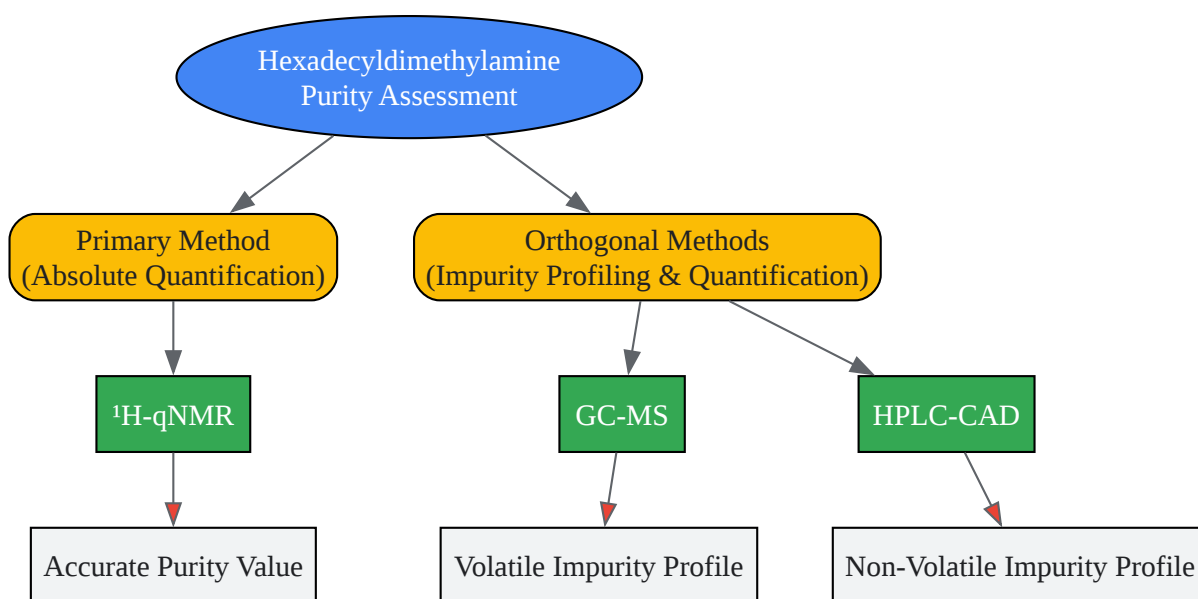 Hexadecyldimethylamine
Purity Assessment
Primary Method
(Absolute Quantification)
Orthogonal Methods
(Impurity Profiling & Quantification)
¹H-qNMR
GC-MS
HPLC-CAD
Accurate Purity Value
Volatile Impurity Profile
Non-Volatile Impurity Profile